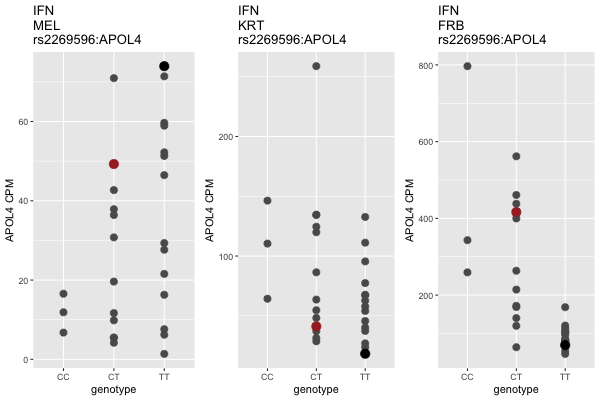 IFN
MEL
rs2269596:APOL4
APOL4 CPM
60
40
20
0
CC CT TT
genotype
IFN
KRT
rs2269596:APOL4
APOL4 CPM
200
100
CC CT TT
genotype
IFN
FRB
rs2269596:APOL4
APOL4 CPM
800
600
400
200
CC CT TT
genotype